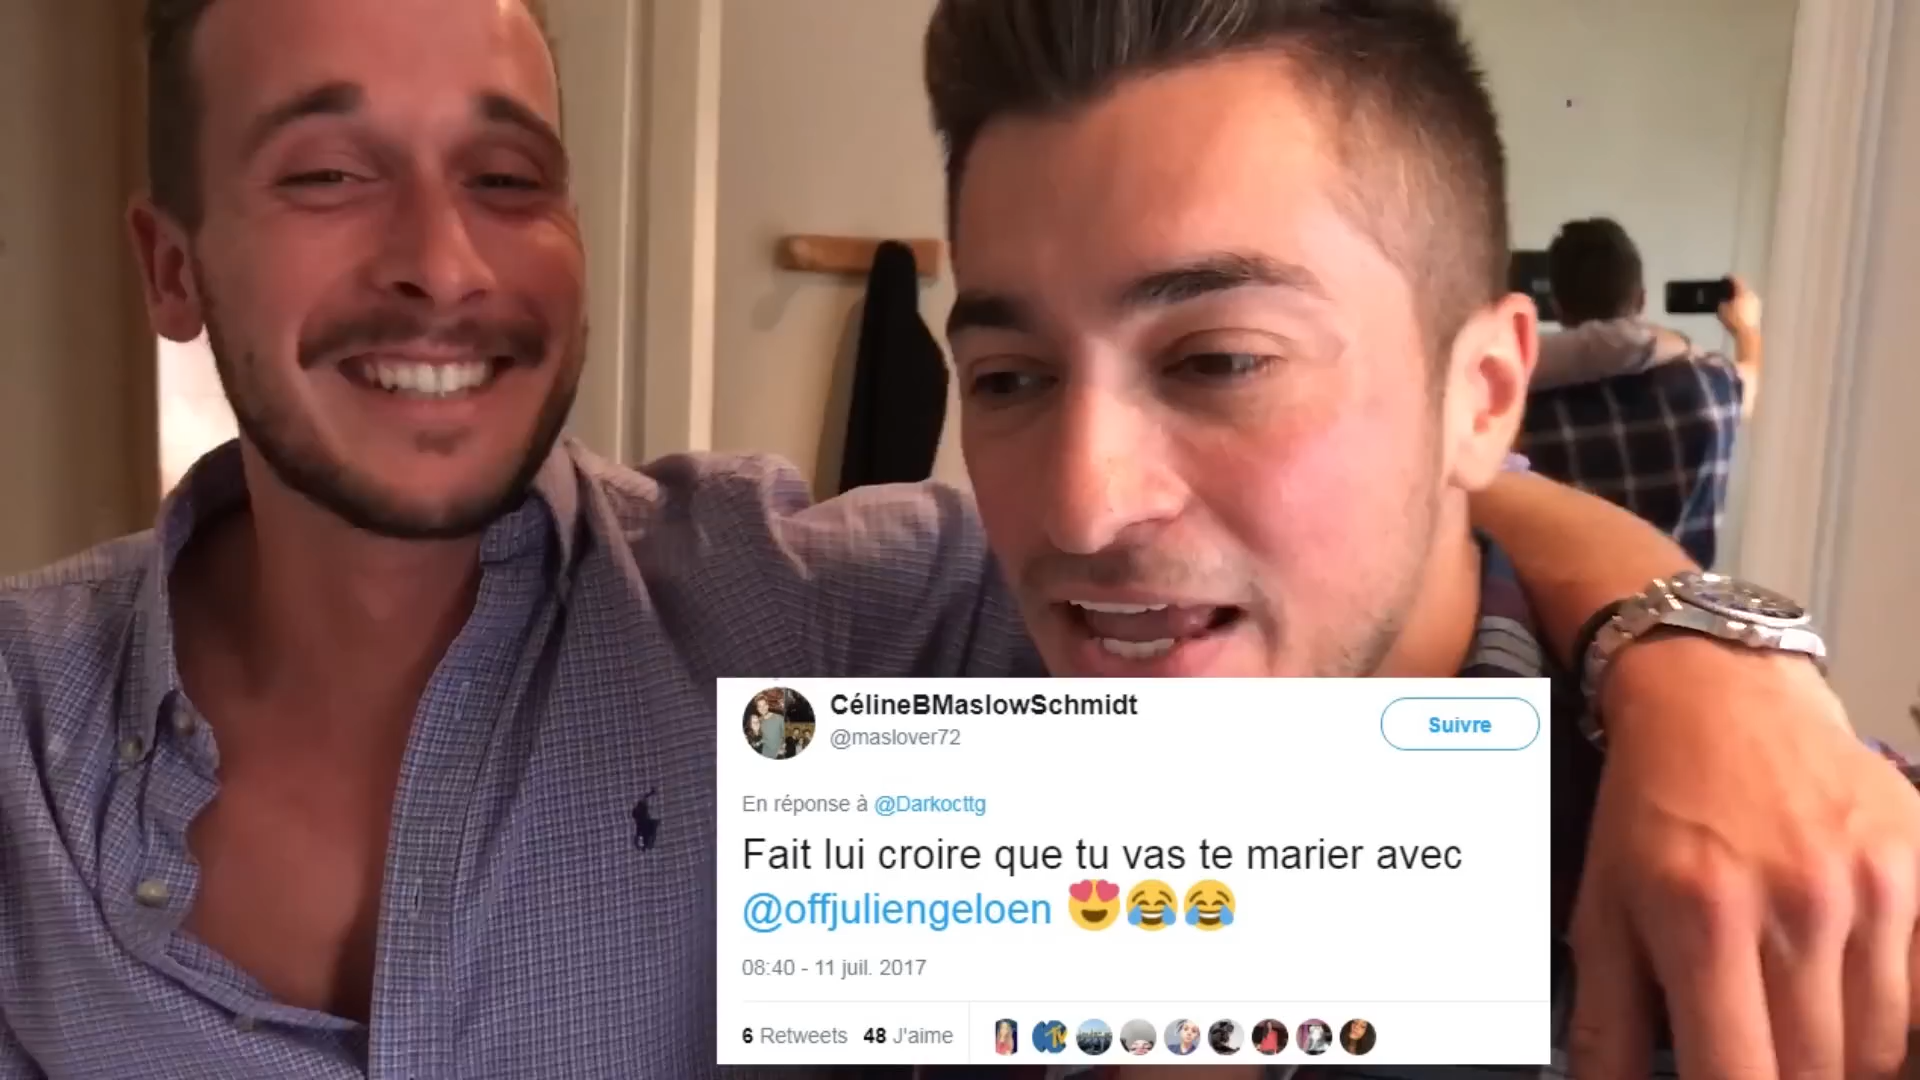 CélineBMaslowSchmidt
@maslover72
Suivre
En réponse à @Darkocttg
Fait lui croire que tu vas te marier avec
@offjuliengeloen 😍😂😂
08:40 - 11 juil. 2017
6 Retweets 48 J'aime